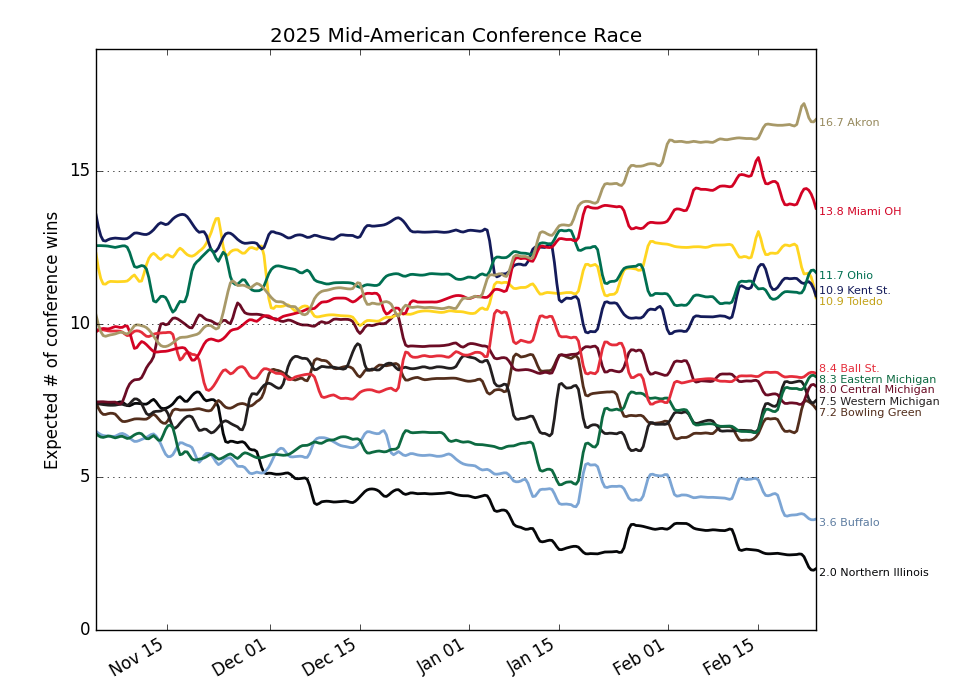 2025 Mid-American Conference Race
Expected # of conference wins
15
10
5
0
Nov 15
Dec 01
Dec 15
Jan 01
Jan 15
Feb 01
Feb 15
16.7 Akron
13.8 Miami OH
11.7 Ohio
10.9 Kent St.
10.9 Toledo
8.4 Ball St.
8.3 Eastern Michigan
8.0 Central Michigan
7.5 Western Michigan
7.2 Bowling Green
3.6 Buffalo
2.0 Northern Illinois